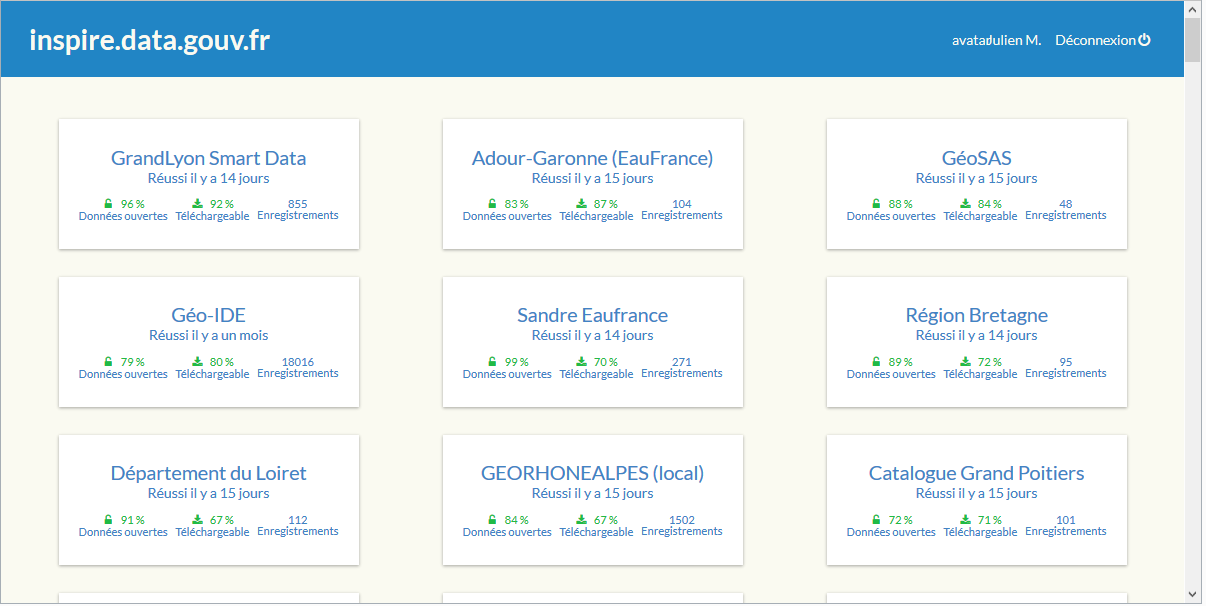 inspire.data.gouv.fr
avatar Julien M. Déconnexion
GrandLyon Smart Data
Réussi il y a 14 jours
96 % 92 % 855
Données ouvertes Téléchargeable Enregistrements
Adour-Garonne (EauFrance)
Réussi il y a 15 jours
83 % 87 % 104
Données ouvertes Téléchargeable Enregistrements
GéoSAS
Réussi il y a 15 jours
88 % 84 % 48
Données ouvertes Téléchargeable Enregistrements
Géo-IDE
Réussi il y a un mois
79 % 80 % 18016
Données ouvertes Téléchargeable Enregistrements
Sandre Eaufrance
Réussi il y a 14 jours
99 % 70 % 271
Données ouvertes Téléchargeable Enregistrements
Région Bretagne
Réussi il y a 14 jours
89 % 72 % 95
Données ouvertes Téléchargeable Enregistrements
Département du Loiret
Réussi il y a 15 jours
91 % 67 % 112
Données ouvertes Téléchargeable Enregistrements
GEORHONEALPES (local)
Réussi il y a 15 jours
84 % 67 % 1502
Données ouvertes Téléchargeable Enregistrements
Catalogue Grand Poitiers
Réussi il y a 15 jours
72 % 71 % 101
Données ouvertes Téléchargeable Enregistrements